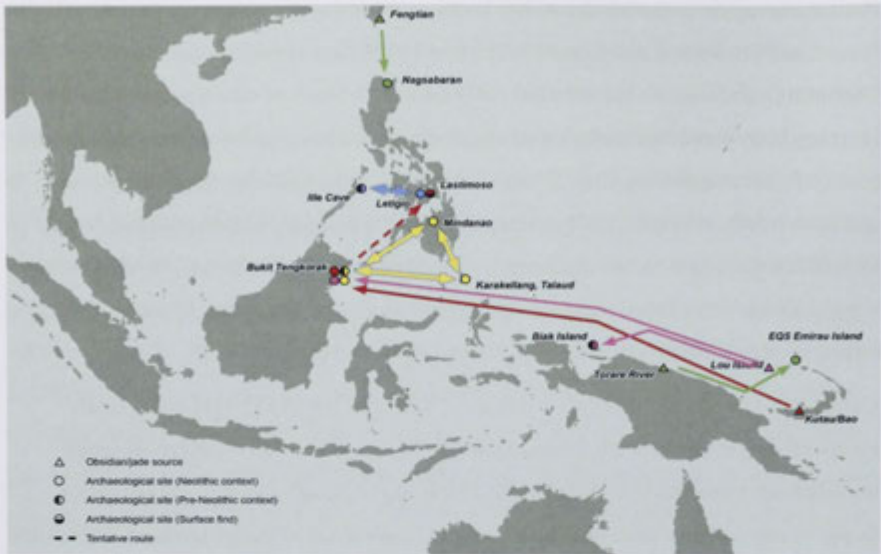 Fengtian
Nagsabaran
Ille Cave
Lastimoso
Letigio
Mindanao
Bukit Tengkorak
Karakellang, Talaud
Biak Island
EQS Emirau Island
Torare River
Lou Island
Kutau/Bao
Obsidian/jade source
Archaeological site (Neolithic context)
Archaeological site (Pre-Neolithic context)
Archaeological site (Surface find)
Tentative route